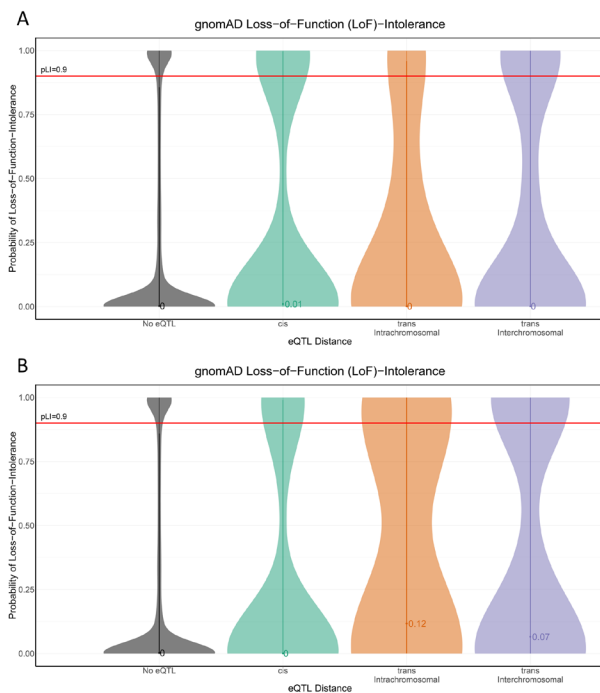 A
gnomAD Loss-of-Function (LoF)-Intolerance
1.00
pLI=0.9
0.75
0.50
0.25
0.00
Probability of Loss-of-Function-Intolerance
0
0.01
0
0
No eQTL
cis
trans
Intrachromosomal
trans
Interchromosomal
eQTL Distance
B
gnomAD Loss-of-Function (LoF)-Intolerance
1.00
pLI=0.9
0.75
0.50
0.25
0.00
Probability of Loss-of-Function-Intolerance
0
0
0.12
0.07
No eQTL
cis
trans
Intrachromosomal
trans
Interchromosomal
eQTL Distance